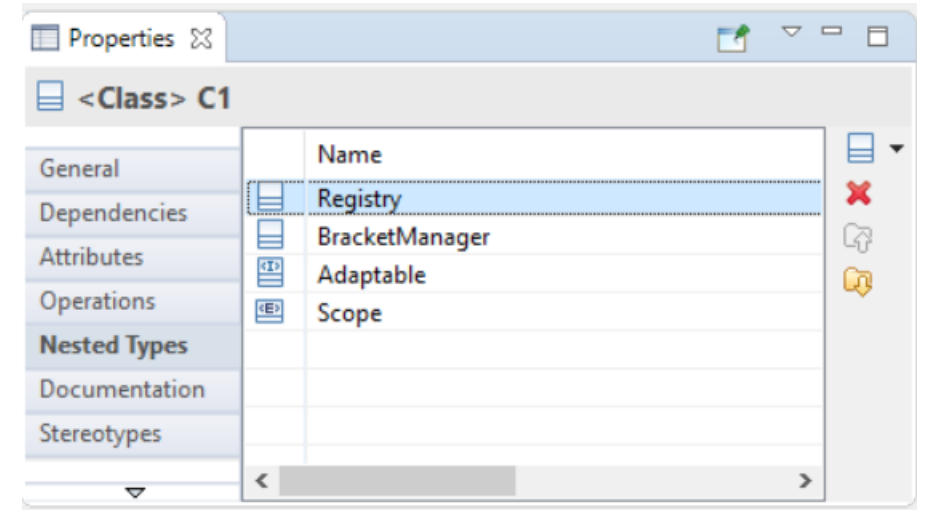 Properties
<Class> C1
General
Dependencies
Attributes
Operations
Nested Types
Documentation
Stereotypes
Name
Registry
BracketManager
<I> Adaptable
<E> Scope